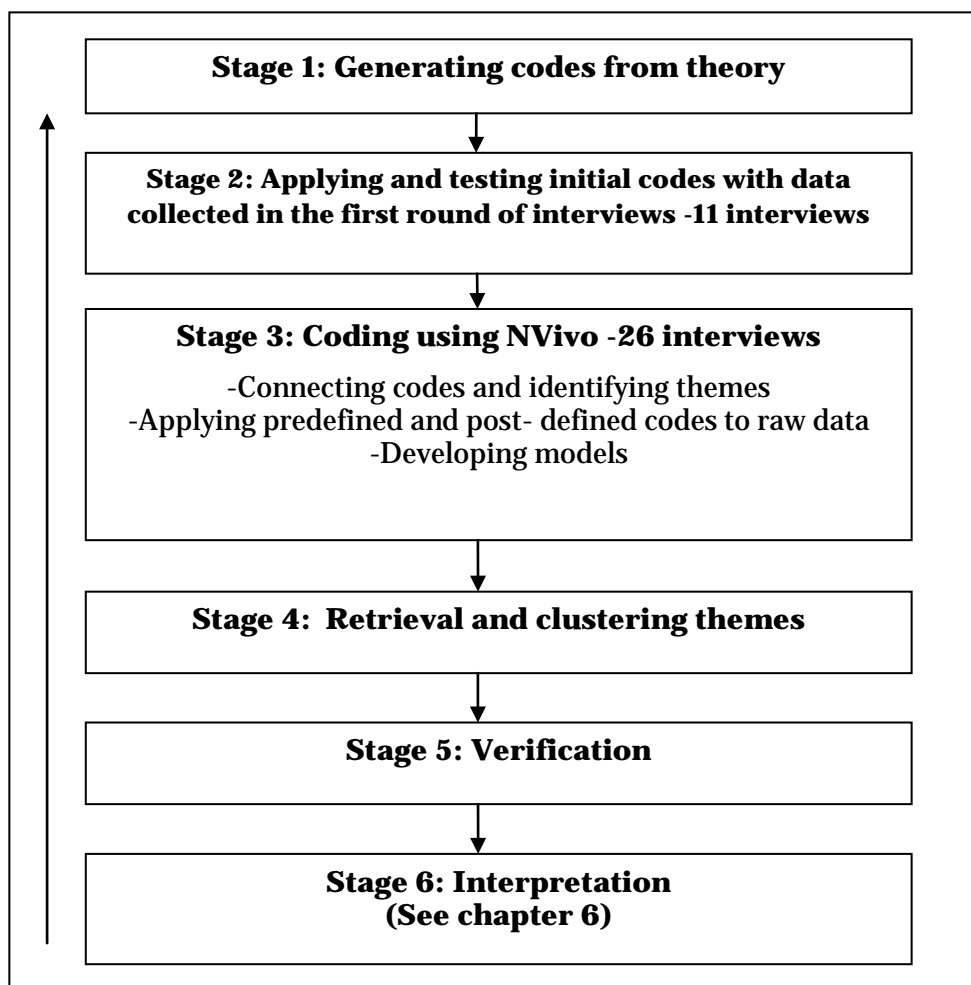 Stage 1: Generating codes from theory
Stage 2: Applying and testing initial codes with data
collected in the first round of interviews -11 interviews
Stage 3: Coding using NVivo -26 interviews
-Connecting codes and identifying themes
-Applying predefined and post- defined codes to raw data
-Developing models
Stage 4:  Retrieval and clustering themes
Stage 5: Verification
Stage 6: Interpretation
(See chapter 6)